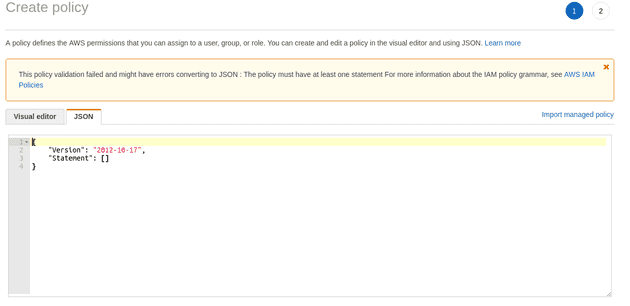 Create policy
1
2
A policy defines the AWS permissions that you can assign to a user, group, or role. You can create and edit a policy in the visual editor and using JSON. Learn more
This policy validation failed and might have errors converting to JSON : The policy must have at least one statement For more information about the IAM policy grammar, see AWS IAM
Policies
Visual editor
JSON
Import managed policy
1 {
2 "Version": "2012-10-17",
3 "Statement": []
4 }